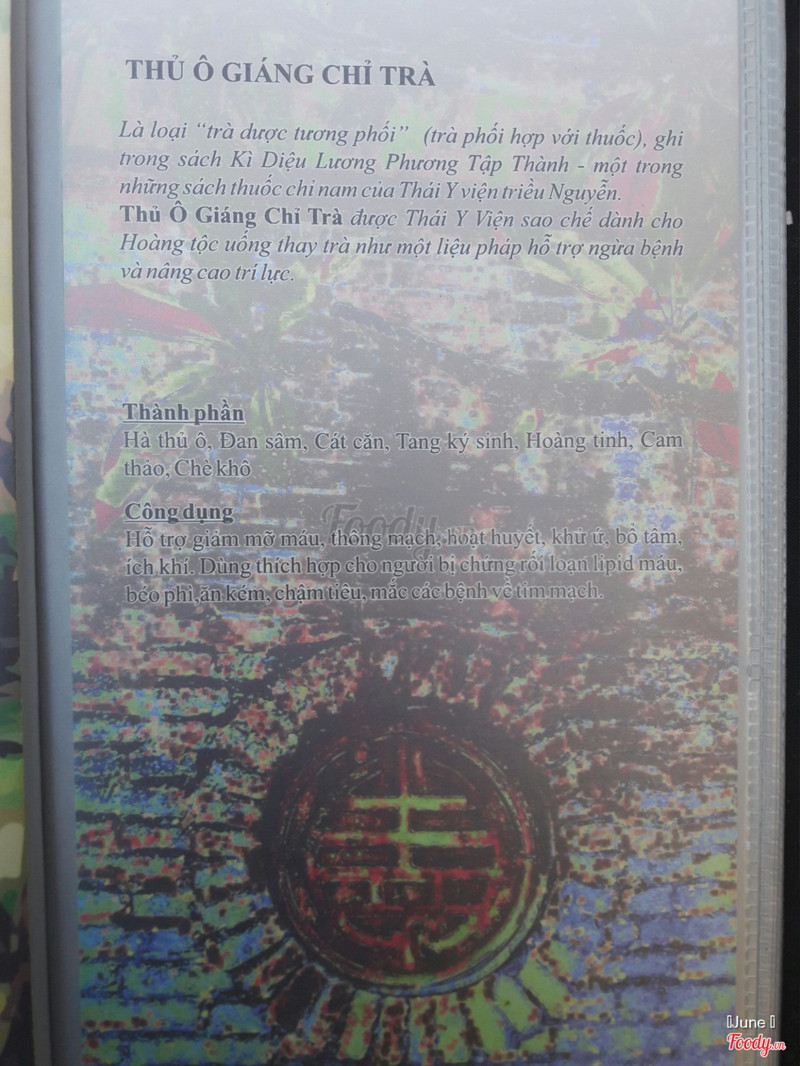 THỦ Ô GIÁNG CHỈ TRÀ
Là loại “trà dược tương phối” (trà phối hợp với thuốc), ghi
trong sách Kì Diệu Lương Phương Tập Thành - một trong
những sách thuốc chỉ nam của Thái Y viện triều Nguyễn.
Thủ Ô Giáng Chỉ Trà được Thái Y Viện sao chế dành cho
Hoàng tộc uống thay trà như một liệu pháp hỗ trợ ngừa bệnh
và nâng cao trí lực.
Thành phần
Hà thủ ô, Đan sâm, Cát căn, Tang ký sinh, Hoàng tinh, Cam
thảo, Chè khô
Công dụng
Foody
Hỗ trợ giảm mỡ máu, thông mạch, hoạt huyết, khử ứ, bổ tâm,
ích khí. Dùng thích hợp cho người bị chứng rối loạn lipid máu,
béo phì,ăn kém, chậm tiêu, mắc các bệnh về tim mạch.
June
Foody.vn